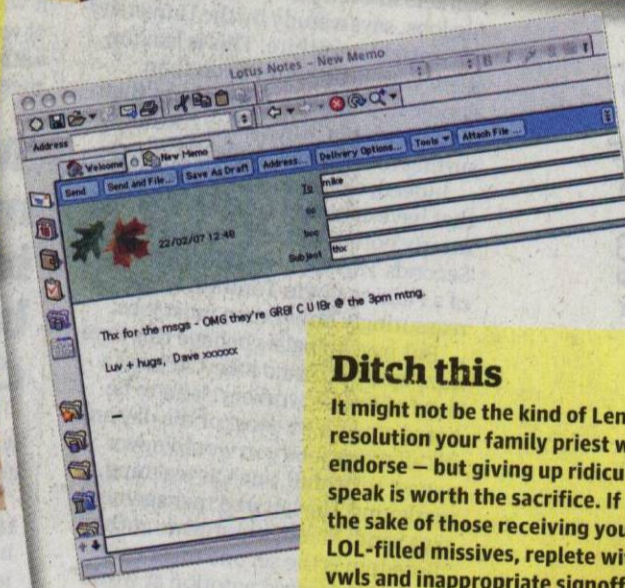 Lotus Notes - New Memo
Address
Welcome New Memo
Send Send and File... Save As Draft Address... Delivery Options... Tools Attach File ...
22/02/07 12:48
To mike
cc
bcc
Subject thx
Thx for the msgs - OMG they're GR8! C U l8r @ the 3pm mtng.
Luv + hugs, Dave xxxxxx
Ditch this
It might not be the kind of Len
resolution your family priest w
endorse – but giving up ridicu
speak is worth the sacrifice. If
the sake of those receiving you
LOL-filled missives, replete wi
vwls and inappropriate signoff